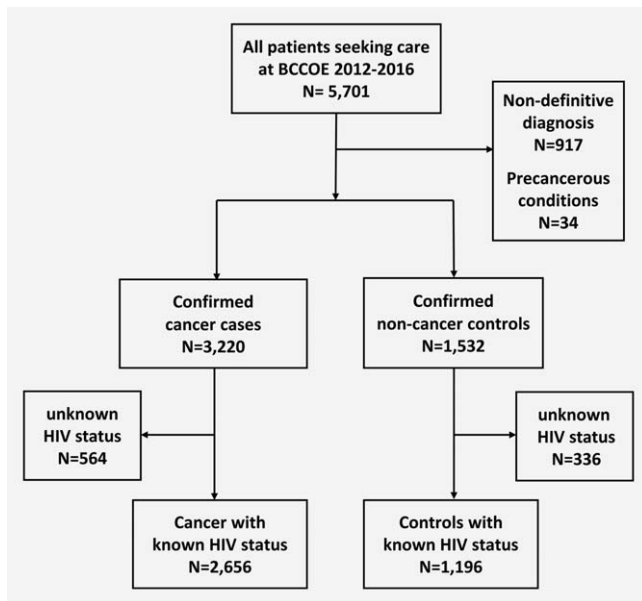 All patients seeking care
at BCCOE 2012-2016
N= 5,701
Non-definitive
diagnosis
N=917
Precancerous
conditions
N=34
Confirmed
cancer cases
N=3,220
Confirmed
non-cancer controls
N=1,532
unknown
HIV status
N=564
unknown
HIV status
N=336
Cancer with
known HIV status
N=2,656
Controls with
known HIV status
N=1,196